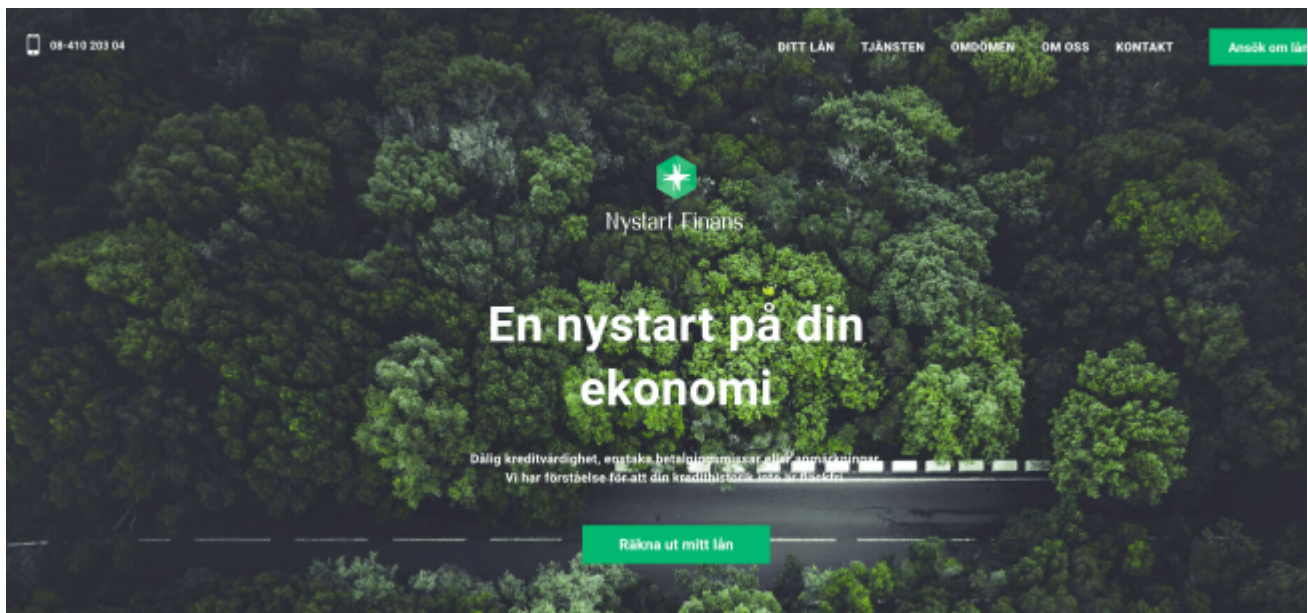 08-410 203 04
DITT LÅN TJÄNSTEN OMDÖMEN OM OSS KONTAKT Ansök om lån
Nystart Finans
En nystart på din
ekonomi
Dålig kreditvärdighet, enstaka betalningsmissar eller anmärkningar.
Vi har förståelse för att din kredithistorik inte är fläckfri.
Räkna ut mitt lån